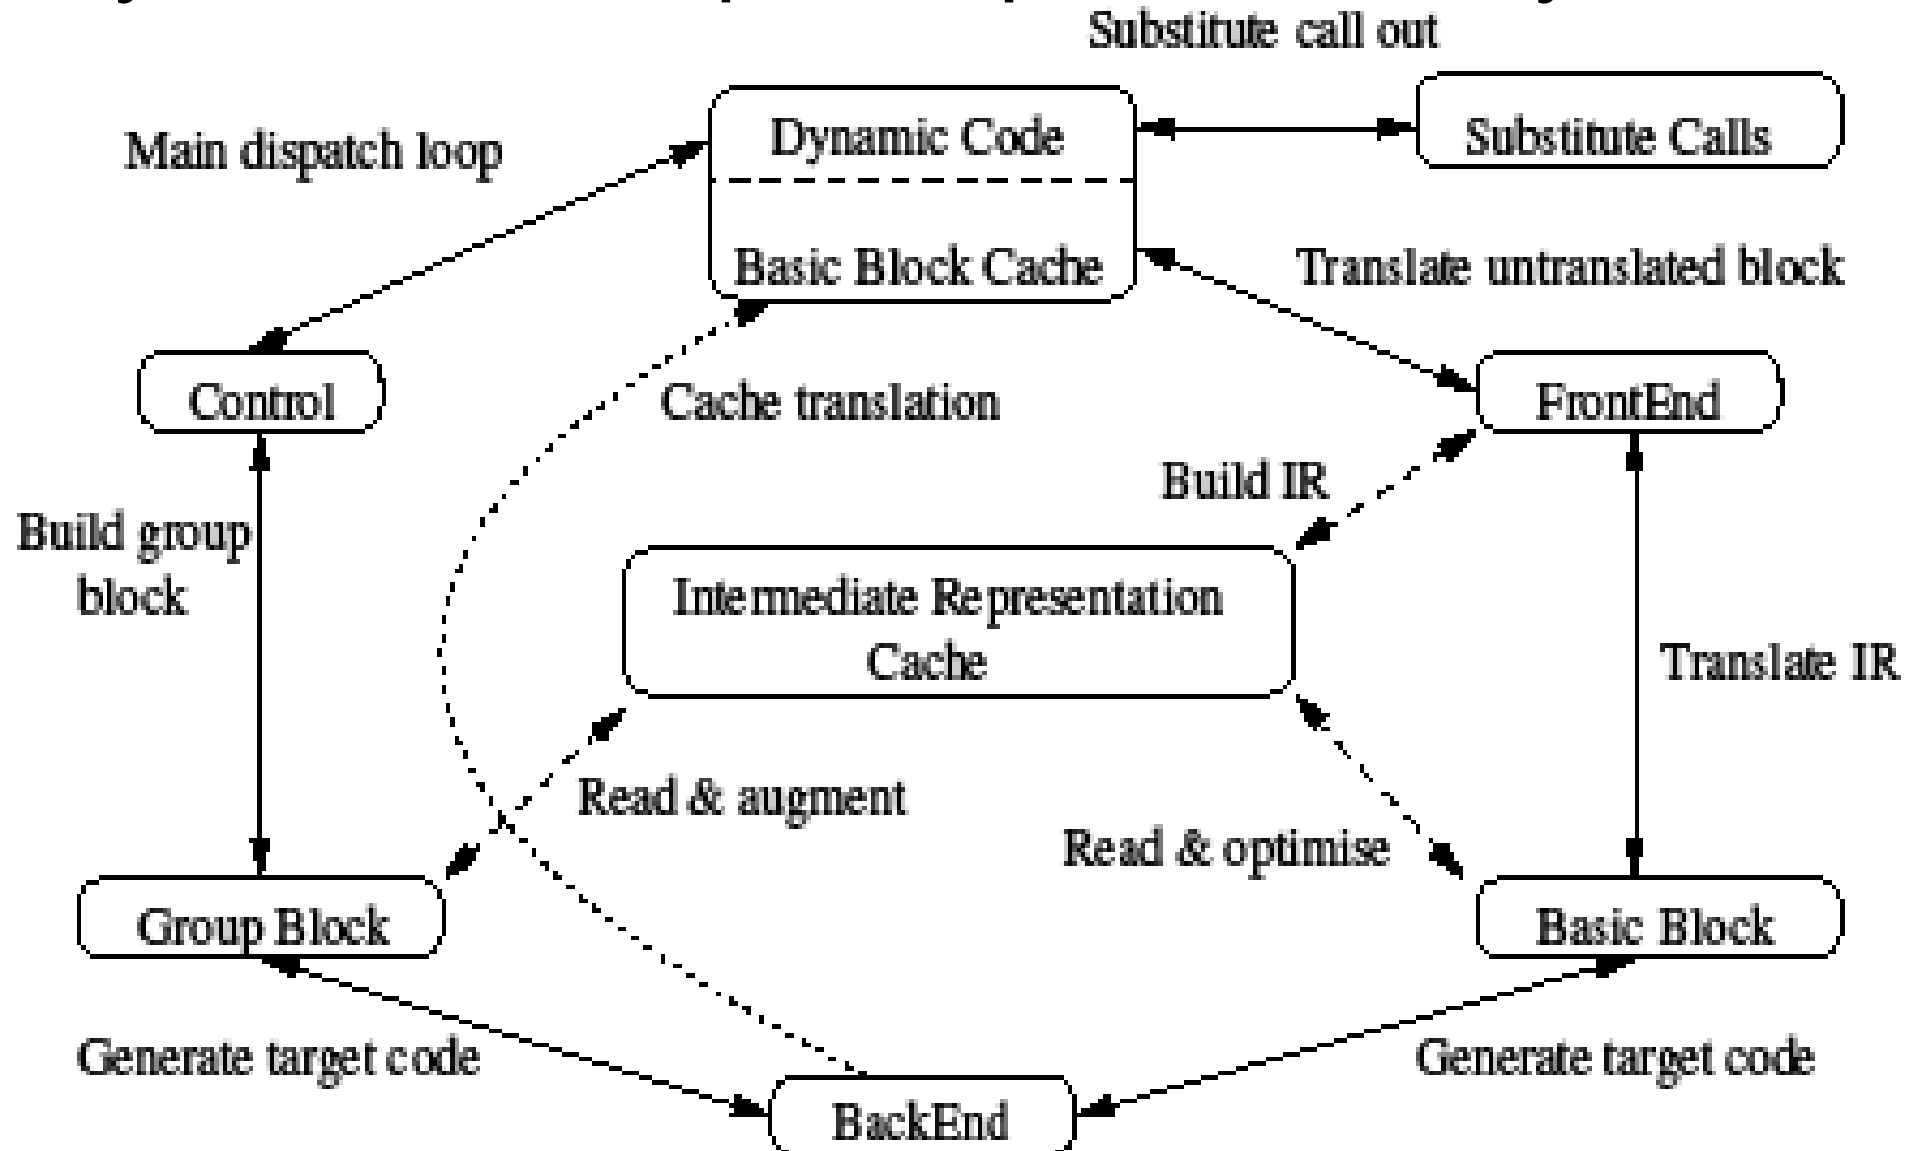 Substitute call out
Main dispatch loop
Dynamic Code
Substitute Calls
Basic Block Cache
Translate untranslated block
Control
Cache translation
FrontEnd
Build IR
Build group
block
Intermediate Representation
Cache
Translate IR
Read & augment
Read & optimise
Group Block
Basic Block
Generate target code
Generate target code
BackEnd